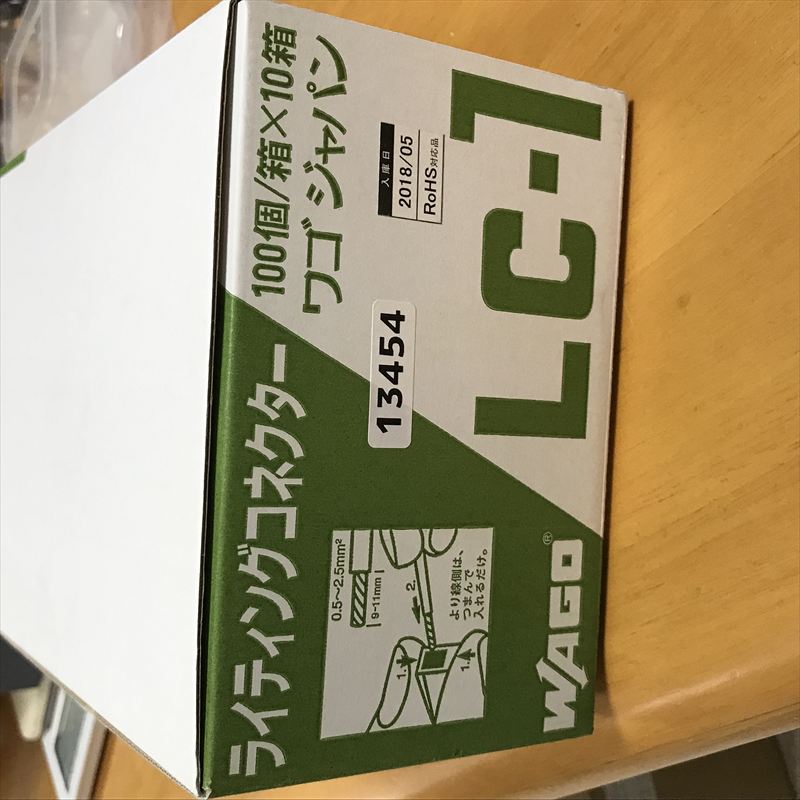 100個/箱×10箱
ワゴ ジャパン
入庫日
2018/05
RoHS対応品
LC-1
13454
ライティングコネクター
0.5~2.5mm²
9-11mm
1.
2.
1.
より線側は、
つまんで
入れるだけ。
WAGO®